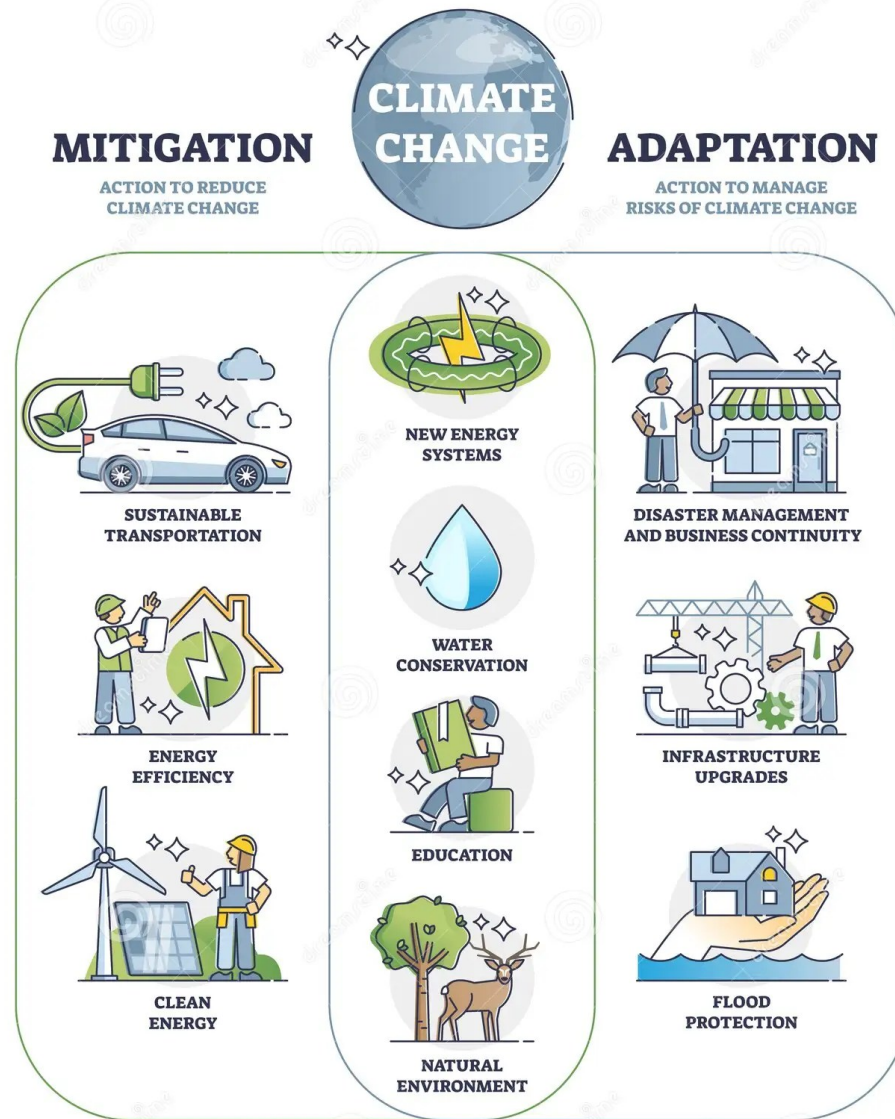 CLIMATE
CHANGE
MITIGATION
ACTION TO REDUCE
CLIMATE CHANGE
ADAPTATION
ACTION TO MANAGE
RISKS OF CLIMATE CHANGE
SUSTAINABLE
TRANSPORTATION
ENERGY
EFFICIENCY
CLEAN
ENERGY
NEW ENERGY
SYSTEMS
WATER
CONSERVATION
EDUCATION
NATURAL
ENVIRONMENT
DISASTER MANAGEMENT
AND BUSINESS CONTINUITY
INFRASTRUCTURE
UPGRADES
FLOOD
PROTECTION